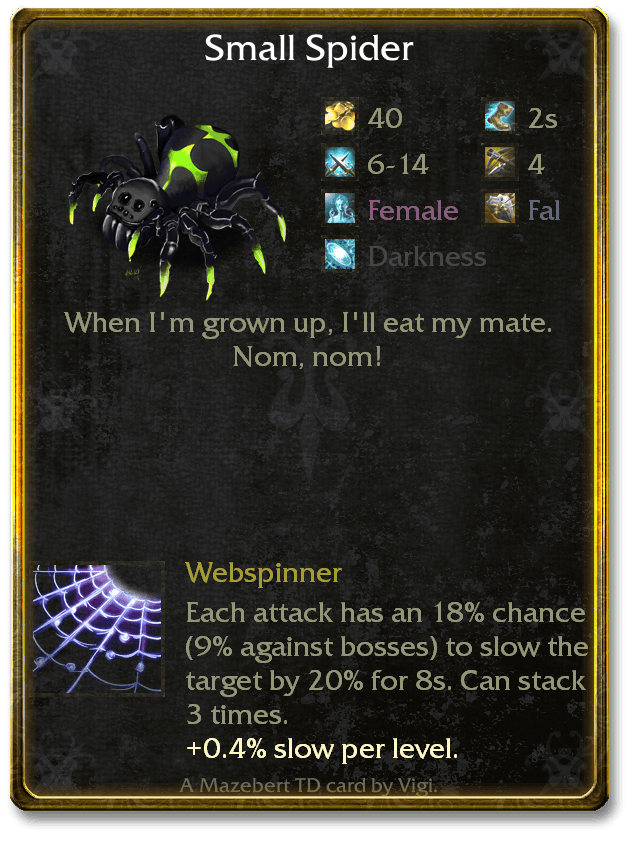 Small Spider
40 2s
6-14 4
Female Fal
Darkness
When I'm grown up, I'll eat my mate.
Nom, nom!
Webspinner
Each attack has an 18% chance
(9% against bosses) to slow the
target by 20% for 8s. Can stack
3 times.
+0.4% slow per level.
A Mazebert TD card by Vigi.